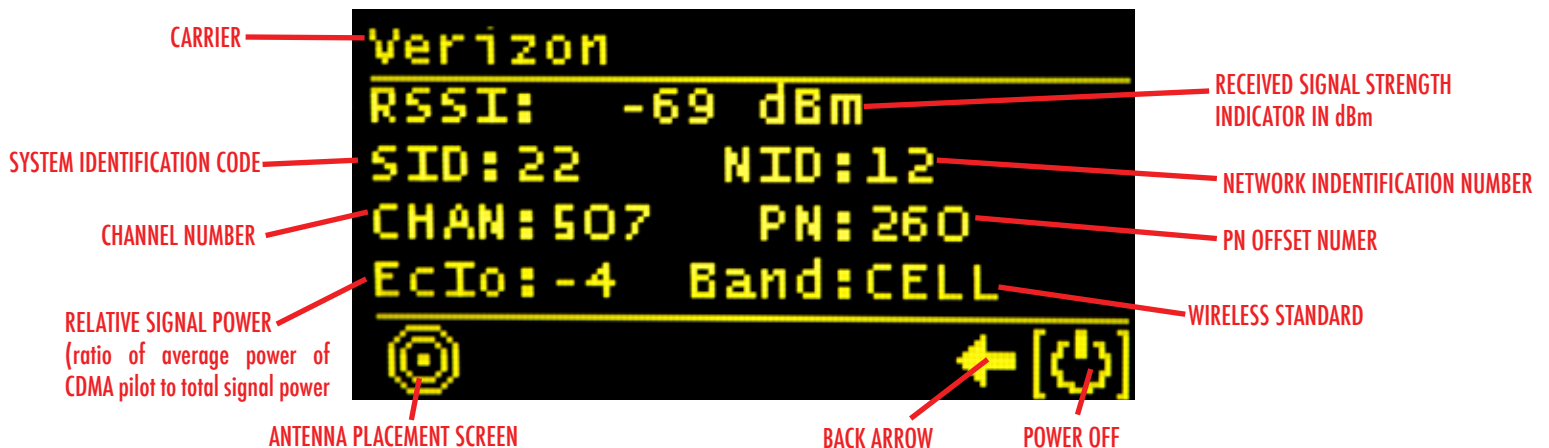 CARRIER
Verizon
RSSI: -69 dBm
RECEIVED SIGNAL STRENGTH
INDICATOR IN dBm
SYSTEM IDENTIFICATION CODE
SID:22 NID:12
NETWORK INDENTIFICATION NUMBER
CHANNEL NUMBER
CHAN:507 PN:260
PN OFFSET NUMER
EcIo:-4 Band:CELL
WIRELESS STANDARD
RELATIVE SIGNAL POWER
(ratio of average power of
CDMA pilot to total signal power
ANTENNA PLACEMENT SCREEN
BACK ARROW
POWER OFF